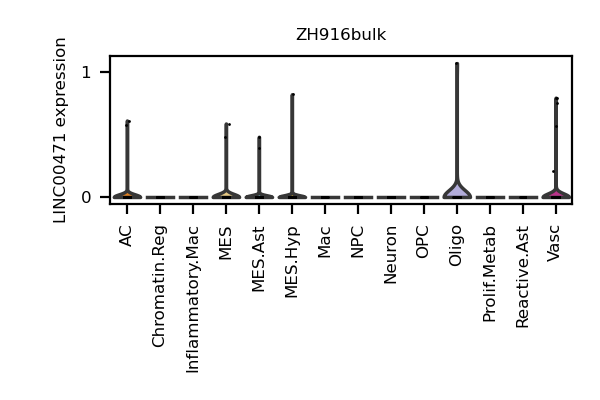 ZH916bulk
LINC00471 expression
1
0
AC
Chromatin.Reg
Inflammatory.Mac
MES
MES.Ast
MES.Hyp
Mac
NPC
Neuron
OPC
Oligo
Prolif.Metab
Reactive.Ast
Vasc